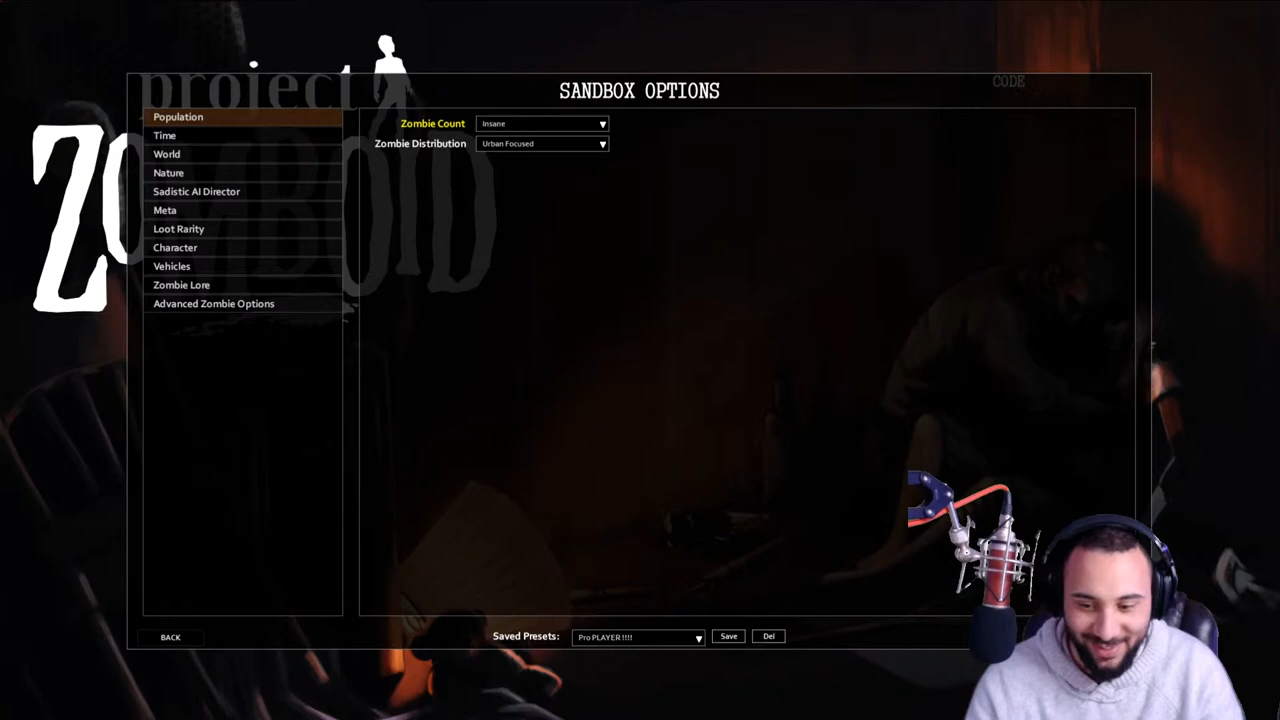 project
ZOMBOID
SANDBOX OPTIONS
CODE
Population
Time
World
Nature
Sadistic AI Director
Meta
Loot Rarity
Character
Vehicles
Zombie Lore
Advanced Zombie Options
Zombie Count Insane
Zombie Distribution Urban Focused
BACK
Saved Presets: Pro PLAYER !!!! Save Del